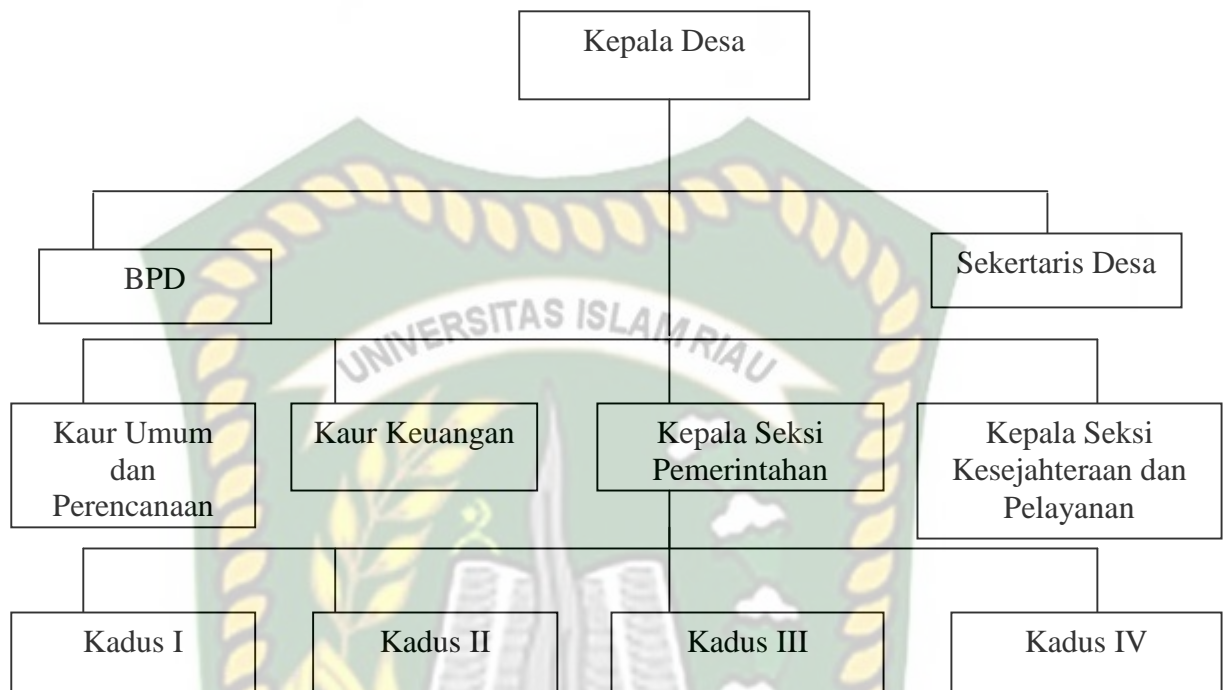 Kepala Desa
BPD
Sekertaris Desa
UNIVERSITAS ISLAM RIAU
Kaur Umum
dan
Perencanaan
Kaur Keuangan
Kepala Seksi
Pemerintahan
Kepala Seksi
Kesejahteraan dan
Pelayanan
Kadus I
Kadus II
Kadus III
Kadus IV